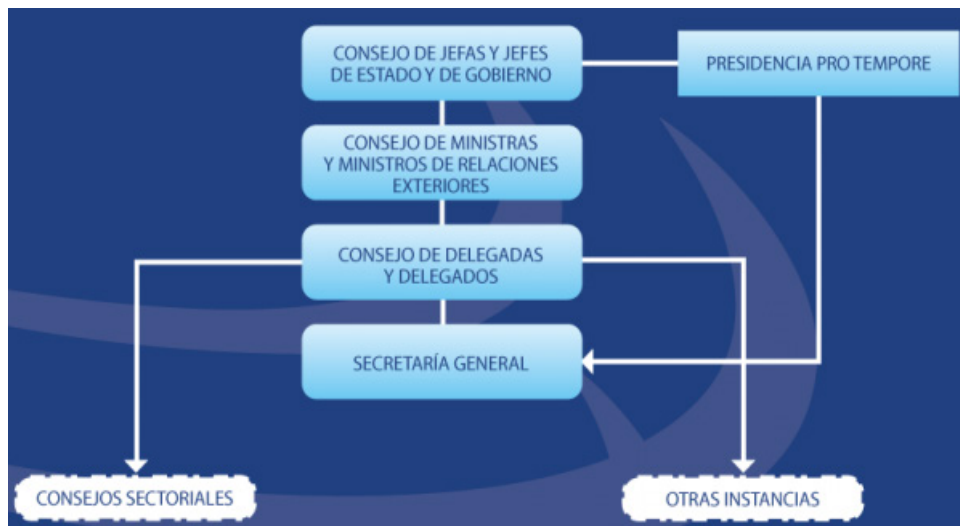 CONSEJO DE JEFAS Y JEFES
DE ESTADO Y DE GOBIERNO
PRESIDENCIA PRO TEMPORE
CONSEJO DE MINISTRAS
Y MINISTROS DE RELACIONES
EXTERIORES
CONSEJO DE DELEGADAS
Y DELEGADOS
SECRETARÍA GENERAL
CONSEJOS SECTORIALES
OTRAS INSTANCIAS